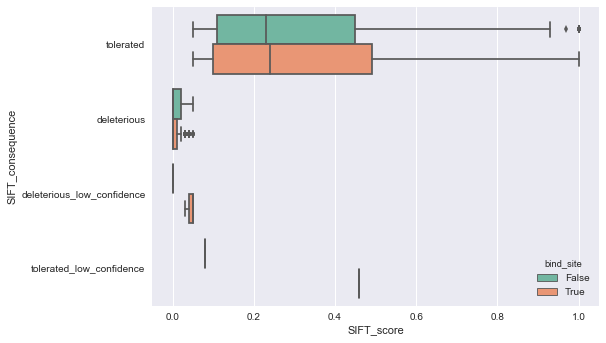 tolerated
deleterious
deleterious_low_confidence
tolerated_low_confidence
SIFT_consequence
0.0 0.2 0.4 0.6 0.8 1.0
SIFT_score
bind_site
False
True